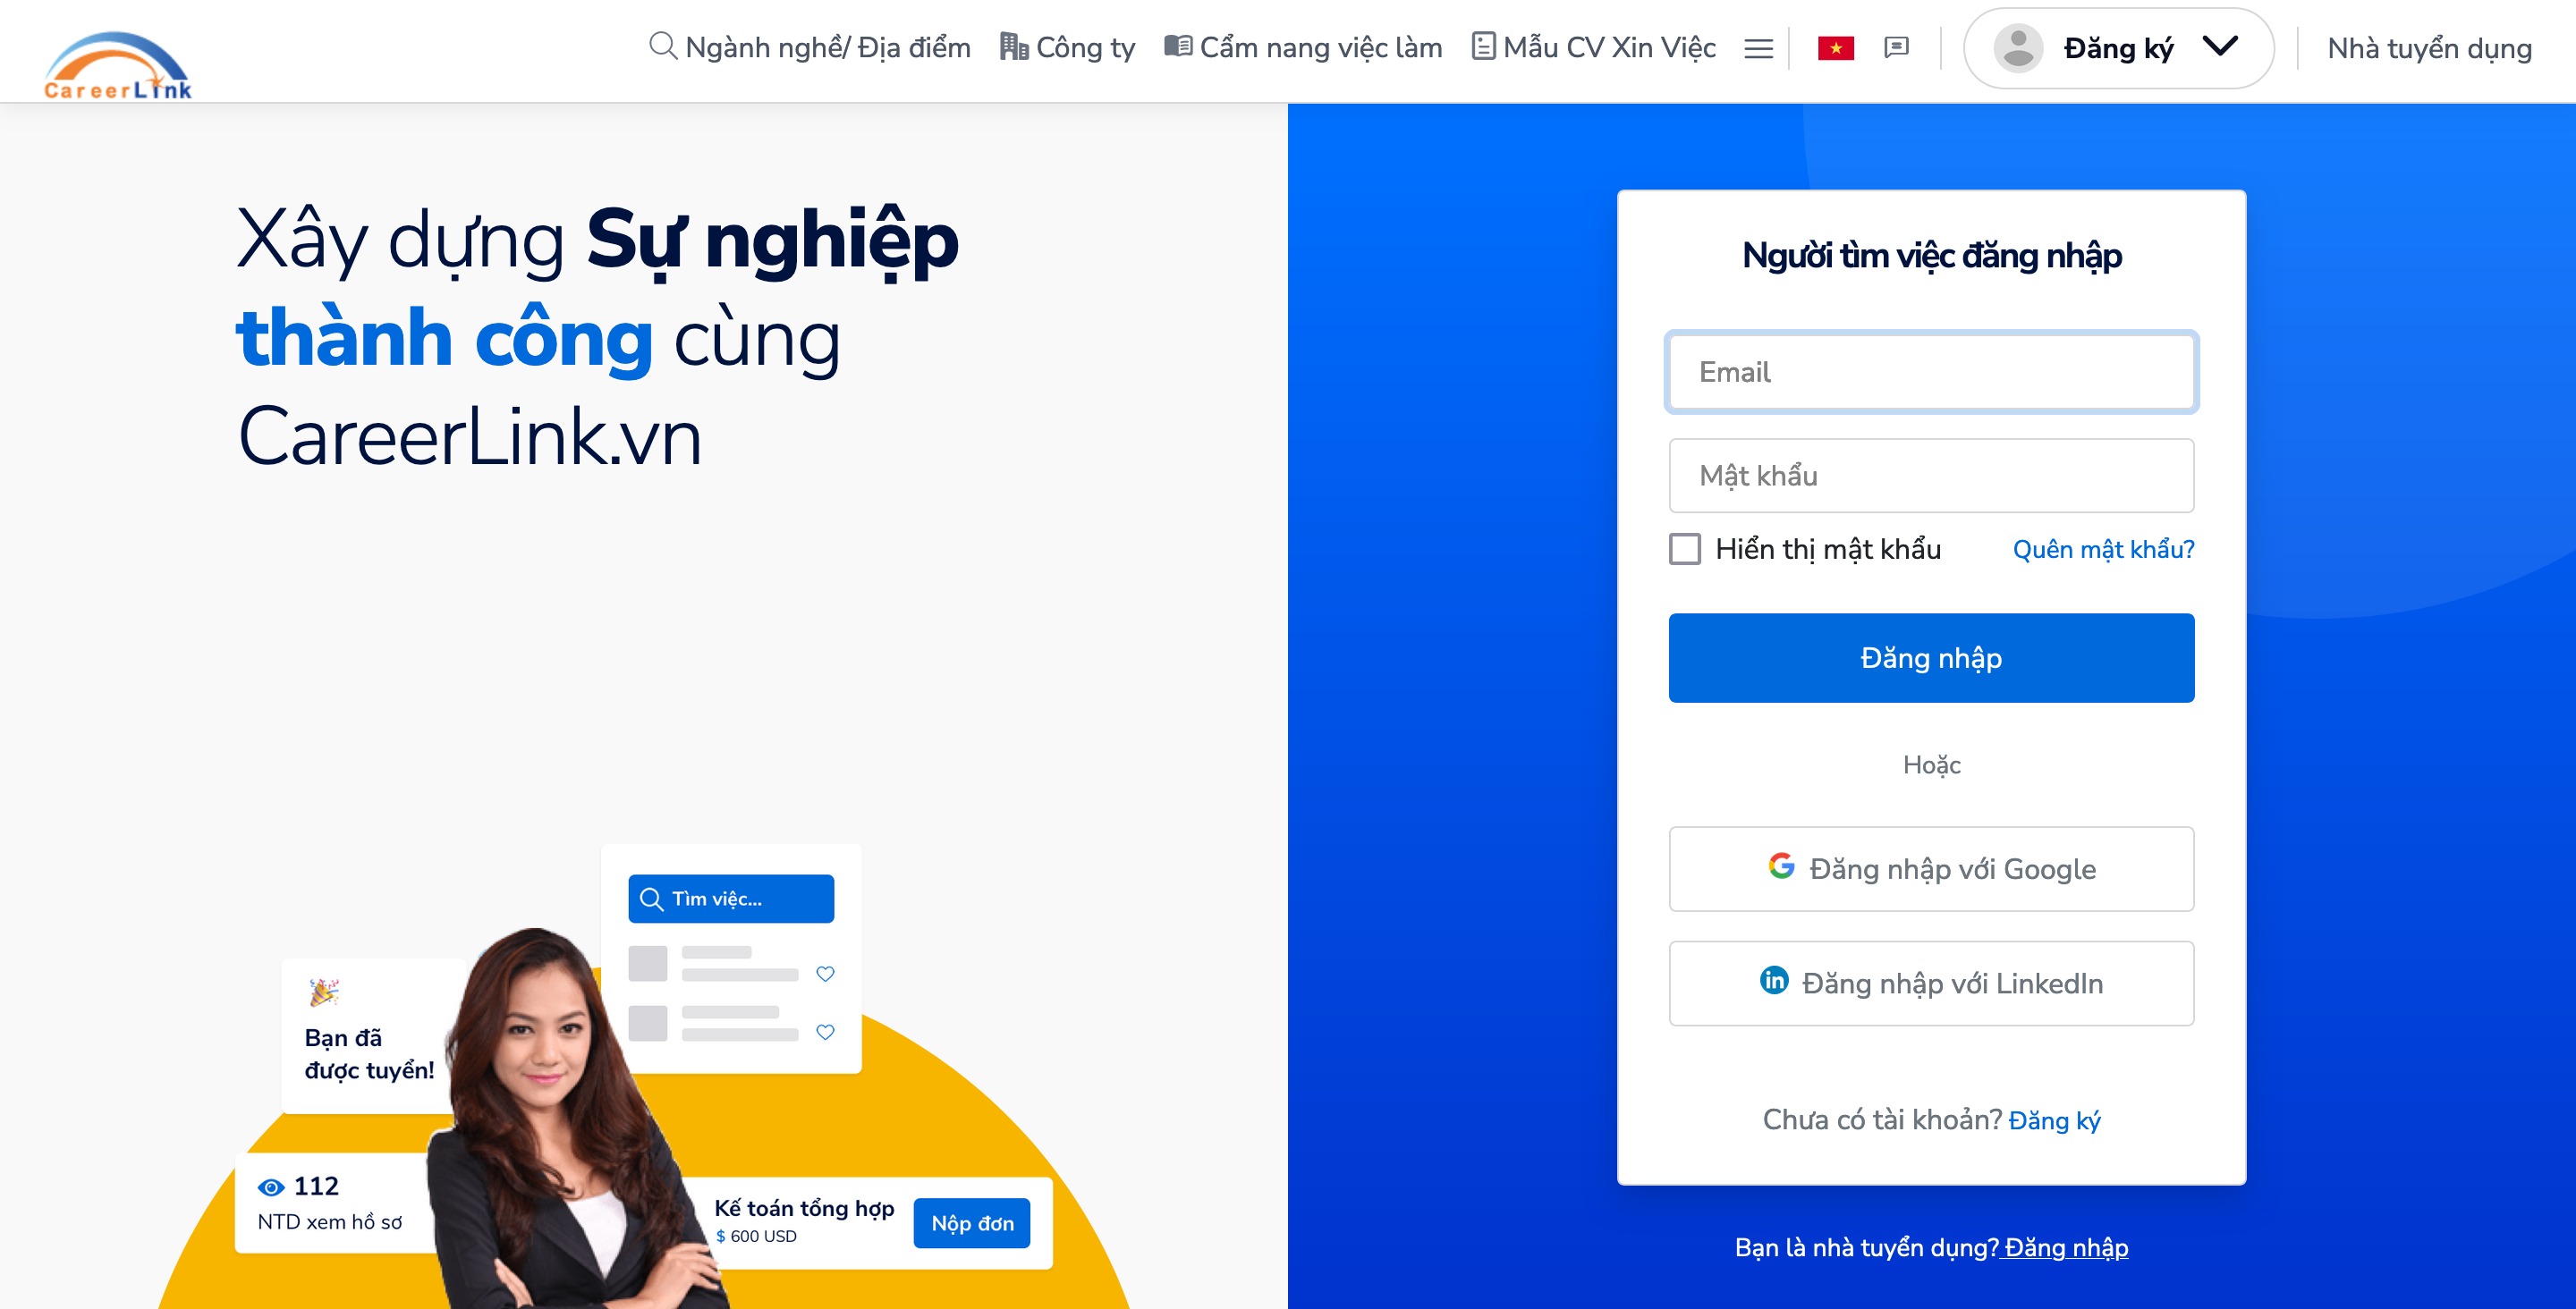 CareerLink
Ngành nghề/ Địa điểm
Công ty
Cẩm nang việc làm
Mẫu CV Xin Việc
Đăng ký
Nhà tuyển dụng
Xây dựng Sự nghiệp
thành công cùng
CareerLink.vn
Tìm việc...
Bạn đã
được tuyển!
112
NTD xem hồ sơ
Kế toán tổng hợp
$ 600 USD
Nộp đơn
Người tìm việc đăng nhập
Email
Mật khẩu
Hiển thị mật khẩu
Quên mật khẩu?
Đăng nhập
Hoặc
Đăng nhập với Google
Đăng nhập với LinkedIn
Chưa có tài khoản? Đăng ký
Bạn là nhà tuyển dụng? Đăng nhập